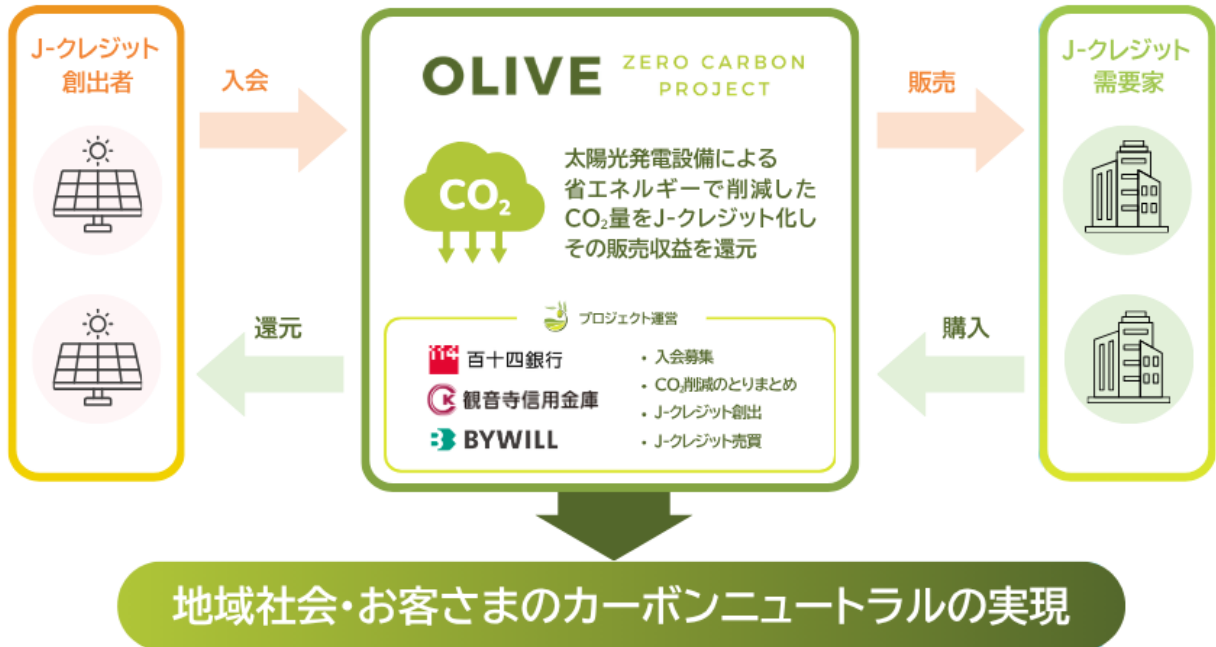 J-クレジット
創出者
入会
還元
OLIVE
ZERO CARBON
PROJECT
CO₂
太陽光発電設備による
省エネルギーで削減した
CO₂量をJ-クレジット化し
その販売収益を還元
プロジェクト運営
114 百十四銀行
CK 観音寺信用金庫
BYWILL
・入会募集
・CO₂削減のとりまとめ
・J-クレジット創出
・J-クレジット売買
販売
購入
J-クレジット
需要家
地域社会・お客さまのカーボンニュートラルの実現